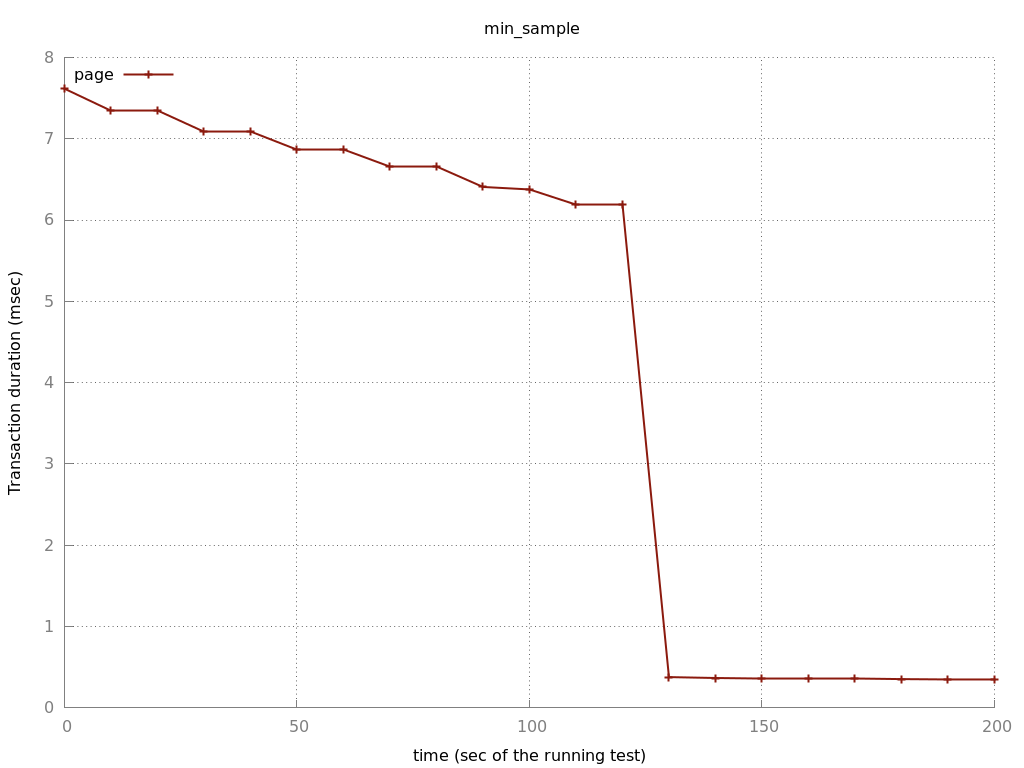 min_sample
page
8
7
6
5
4
3
2
1
0
Transaction duration (msec)
0 50 100 150 200
time (sec of the running test)